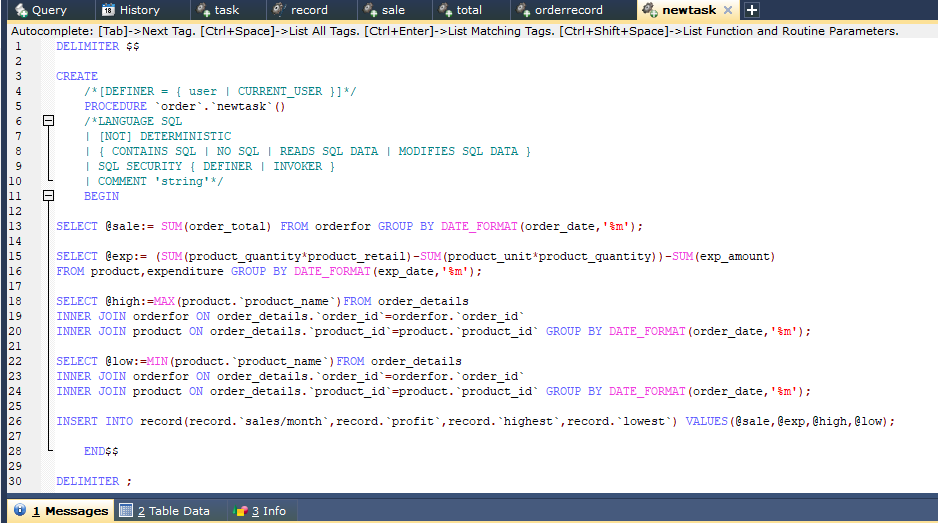 Query History task record sale total orderrecord newtask
Autocomplete: [Tab]->Next Tag. [Ctrl+Space]->List All Tags. [Ctrl+Enter]->List Matching Tags. [Ctrl+Shift+Space]->List Function and Routine Parameters.
1 DELIMITER $$
2
3 CREATE
4 /*[DEFINER = { user | CURRENT_USER }]*/
5 PROCEDURE `order`.`newtask`()
6 /*LANGUAGE SQL
7 | [NOT] DETERMINISTIC
8 | { CONTAINS SQL | NO SQL | READS SQL DATA | MODIFIES SQL DATA }
9 | SQL SECURITY { DEFINER | INVOKER }
10 | COMMENT 'string'*/
11 BEGIN
12
13 SELECT @sale:= SUM(order_total) FROM orderfor GROUP BY DATE_FORMAT(order_date,'%m');
14
15 SELECT @exp:= (SUM(product_quantity*product_retail)-SUM(product_unit*product_quantity))-SUM(exp_amount)
16 FROM product,expenditure GROUP BY DATE_FORMAT(exp_date,'%m');
17
18 SELECT @high:=MAX(product.`product_name`)FROM order_details
19 INNER JOIN orderfor ON order_details.`order_id`=orderfor.`order_id`
20 INNER JOIN product ON order_details.`product_id`=product.`product_id` GROUP BY DATE_FORMAT(order_date,'%m');
21
22 SELECT @low:=MIN(product.`product_name`)FROM order_details
23 INNER JOIN orderfor ON order_details.`order_id`=orderfor.`order_id`
24 INNER JOIN product ON order_details.`product_id`=product.`product_id` GROUP BY DATE_FORMAT(order_date,'%m');
25
26 INSERT INTO record(record.`sales/month`,record.`profit`,record.`highest`,record.`lowest`) VALUES(@sale,@exp,@high,@low);
27
28 END$$
29
30 DELIMITER ;
1 Messages 2 Table Data 3 Info